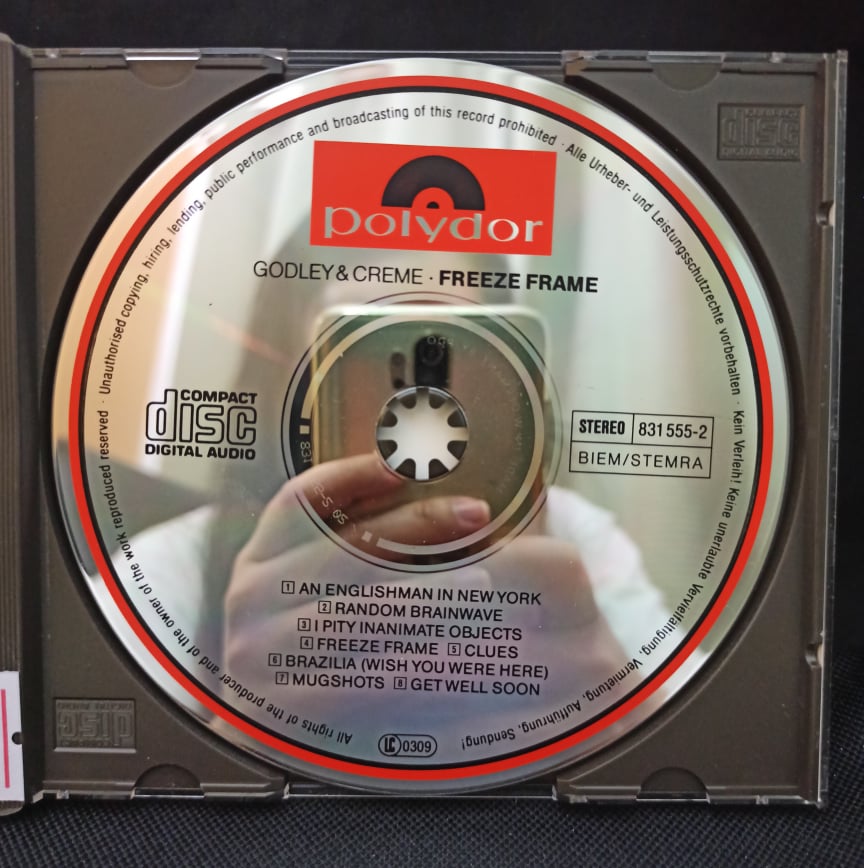 All rights of the producer and of the owner of the work reproduced reserved · Unauthorised copying, hiring, lending, public performance and broadcasting of this record prohibited · Alle Urheber- und Leistungsschutzrechte vorbehalten · Kein Verleih! Keine unerlaubte Vervielfältigung, Vermietung, Aufführung, Sendung!
polydor
GODLEY & CREME · FREEZE FRAME
COMPACT
disc
DIGITAL AUDIO
STEREO 831 555-2
BIEM/STEMRA
1 AN ENGLISHMAN IN NEW YORK
2 RANDOM BRAINWAVE
3 I PITY INANIMATE OBJECTS
4 FREEZE FRAME 5 CLUES
6 BRAZILIA (WISH YOU WERE HERE)
7 MUGSHOTS 8 GET WELL SOON
LC 0309
disc
DIGITAL AUDIO
disc